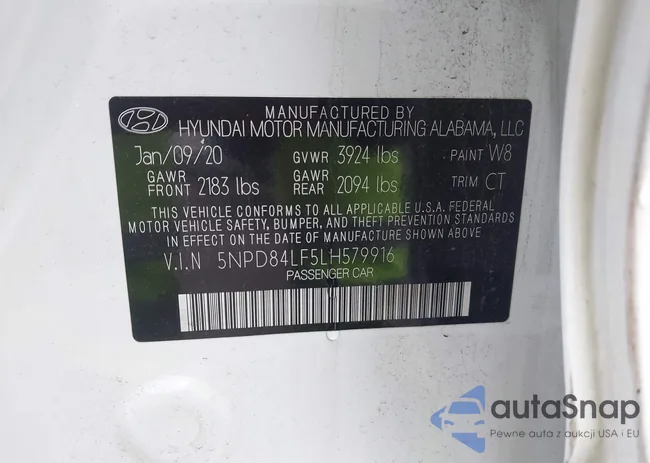 MANUFACTURED BY
HYUNDAI MOTOR MANUFACTURING ALABAMA, LLC
Jan/09/20 GVWR 3924 lbs PAINT W8
GAWR FRONT 2183 lbs GAWR REAR 2094 lbs TRIM CT
THIS VEHICLE CONFORMS TO ALL APPLICABLE U.S.A. FEDERAL
MOTOR VEHICLE SAFETY, BUMPER, AND THEFT PREVENTION STANDARDS
IN EFFECT ON THE DATE OF MANUFACTURE SHOWN ABOVE.
V.I.N 5NPD84LF5LH579916
PASSENGER CAR
autoSnap
Pewne auta z aukcji USA i EU